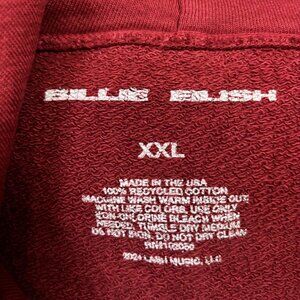 BILLIE EILISH
XXL
MADE IN THE USA
100% RECYCLED COTTON
MACHINE WASH WARM INSIDE OUT
WITH LIKE COLORS, USE ONLY
NON-CHLORINE BLEACH WHEN
NEEDED, TUMBLE DRY MEDIUM
DO NOT IRON. DO NOT DRY CLEAN
2024 LASH MUSIC, LLC